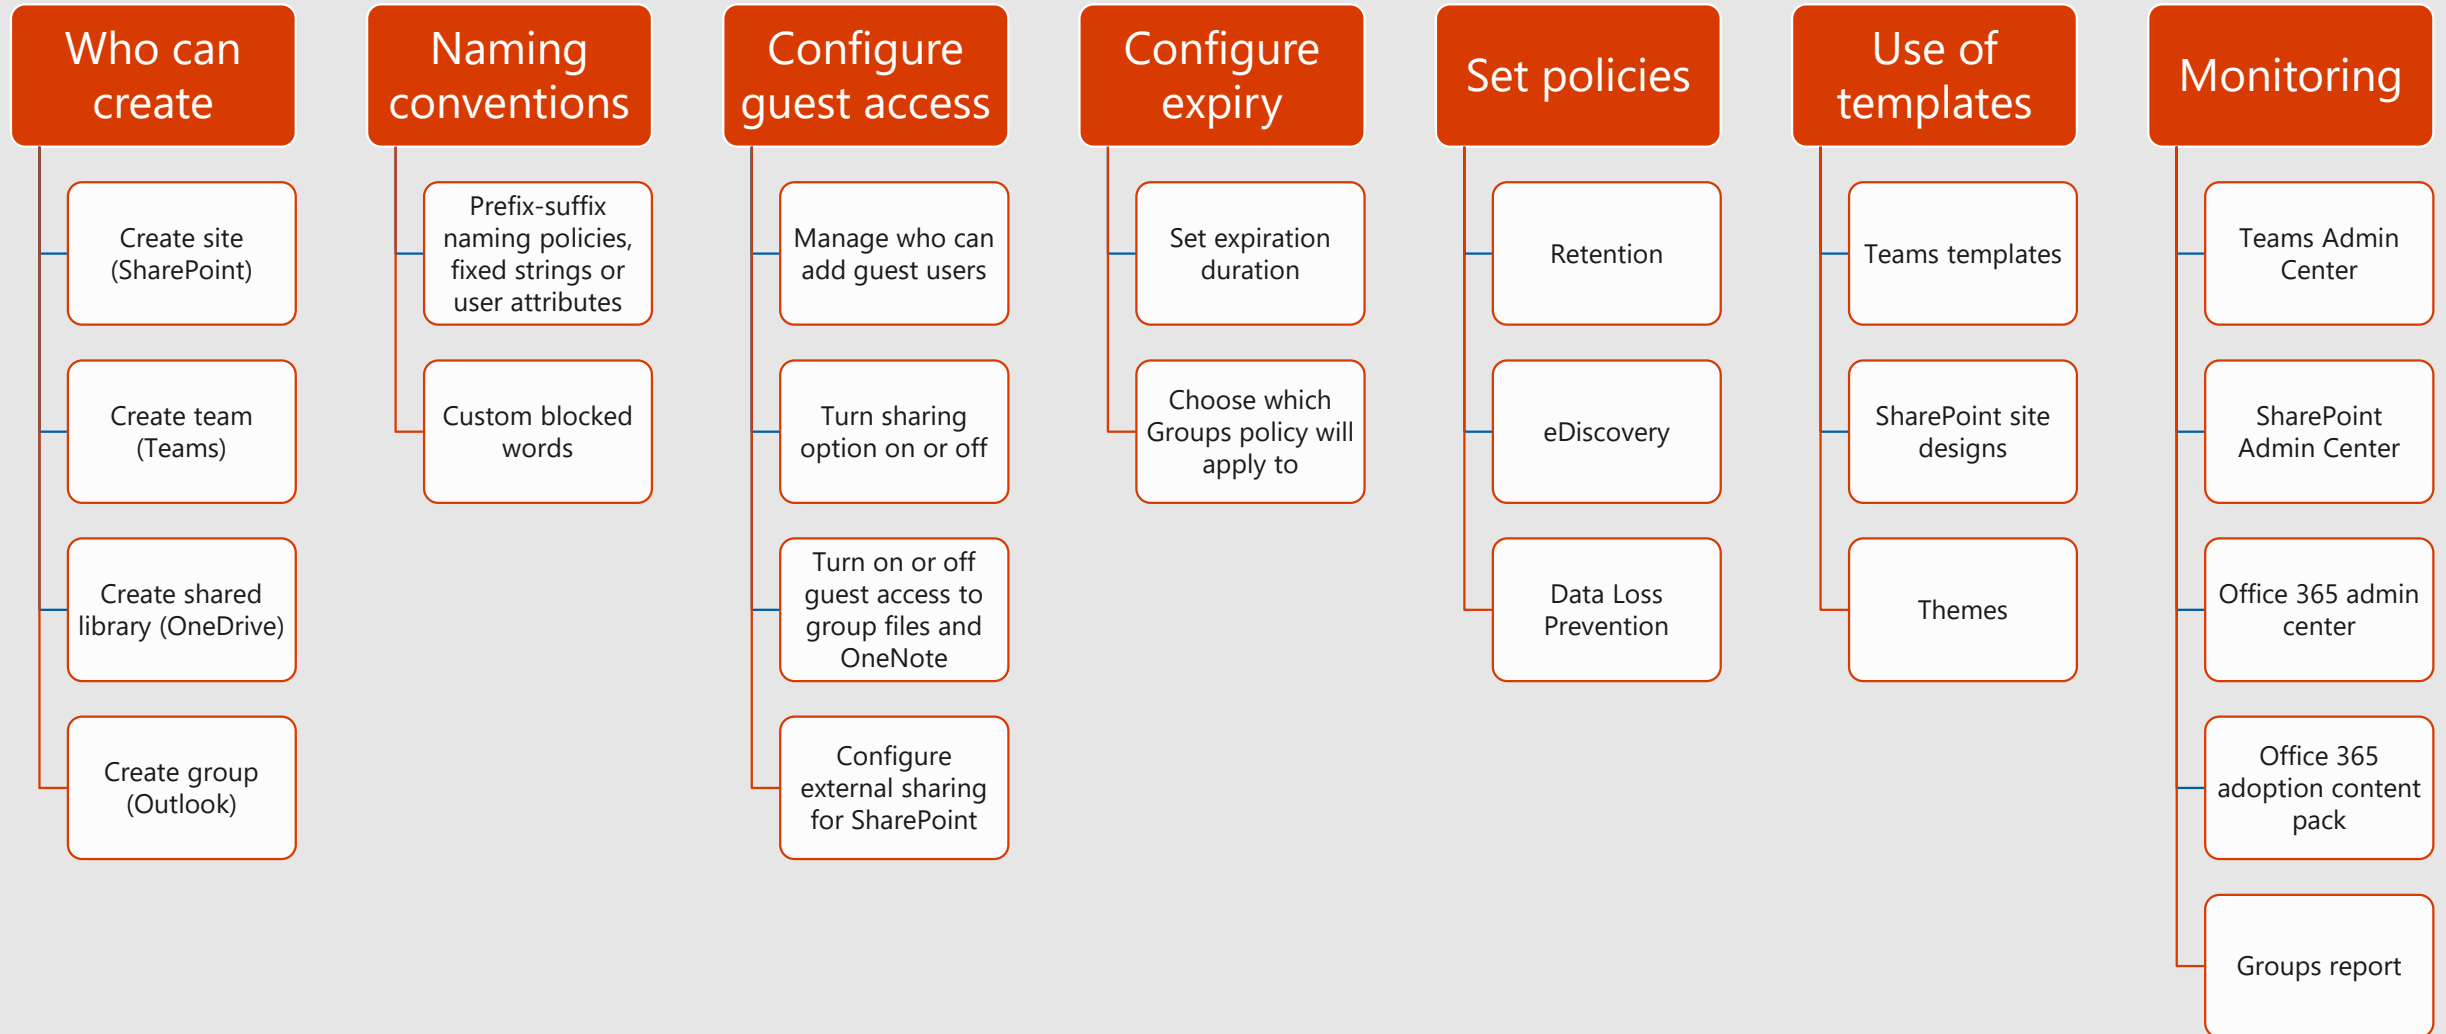 Who can
create
Create site
(SharePoint)
Create team
(Teams)
Create shared
library (OneDrive)
Create group
(Outlook)
Naming
conventions
Prefix-suffix
naming policies,
fixed strings or
user attributes
Custom blocked
words
Configure
guest access
Manage who can
add guest users
Turn sharing
option on or off
Turn on or off
guest access to
group files and
OneNote
Configure
external sharing
for SharePoint
Configure
expiry
Set expiration
duration
Choose which
Groups policy will
apply to
Set policies
Retention
eDiscovery
Data Loss
Prevention
Use of
templates
Teams templates
SharePoint site
designs
Themes
Monitoring
Teams Admin
Center
SharePoint
Admin Center
Office 365 admin
center
Office 365
adoption content
pack
Groups report